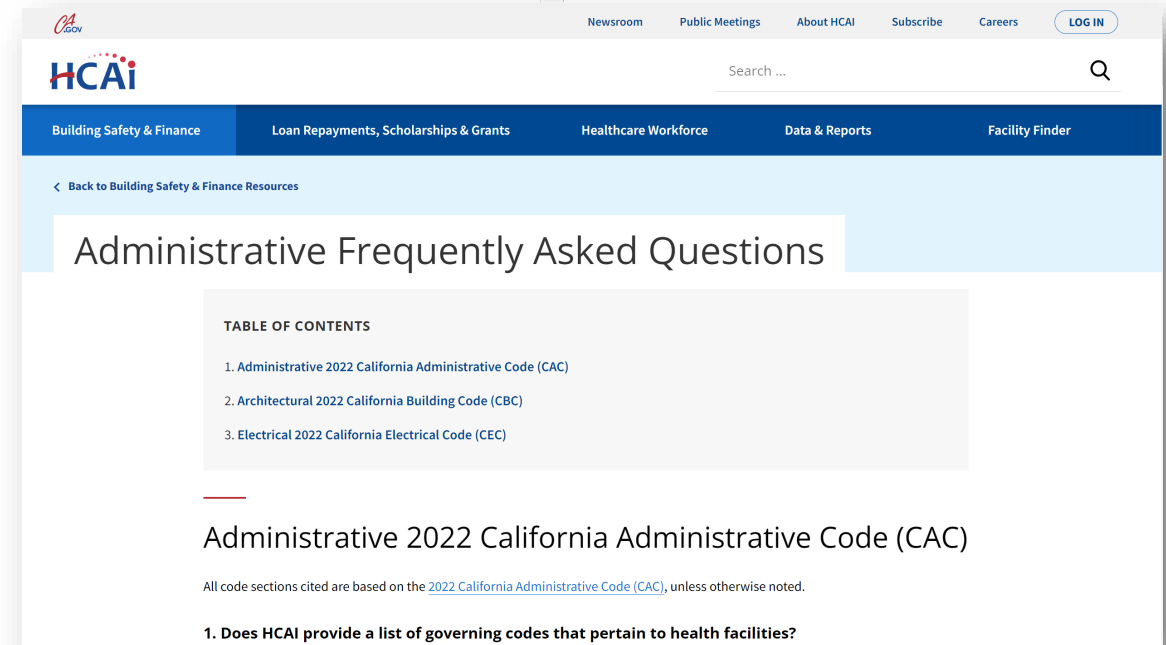 CA.GOV
Newsroom Public Meetings About HCAI Subscribe Careers LOG IN
HCAi
Search ...
Building Safety & Finance Loan Repayments, Scholarships & Grants Healthcare Workforce Data & Reports Facility Finder
Back to Building Safety & Finance Resources
Administrative Frequently Asked Questions
TABLE OF CONTENTS
1. Administrative 2022 California Administrative Code (CAC)
2. Architectural 2022 California Building Code (CBC)
3. Electrical 2022 California Electrical Code (CEC)
Administrative 2022 California Administrative Code (CAC)
All code sections cited are based on the 2022 California Administrative Code (CAC), unless otherwise noted.
1. Does HCAI provide a list of governing codes that pertain to health facilities?